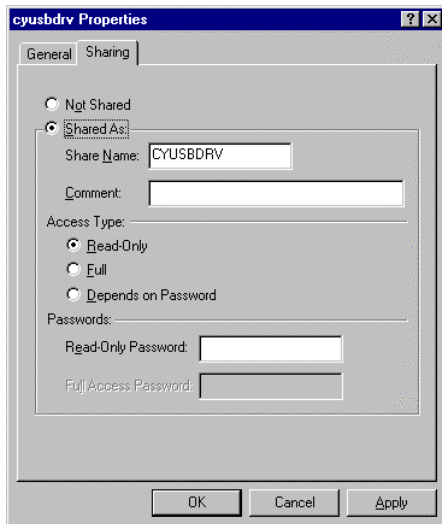 cyusbdrv Properties
General Sharing
Not Shared
Shared As:
Share Name: CYUSBDRV
Comment:
Access Type:
Read-Only
Full
Depends on Password
Passwords:
Read-Only Password:
Full Access Password:
OK Cancel Apply